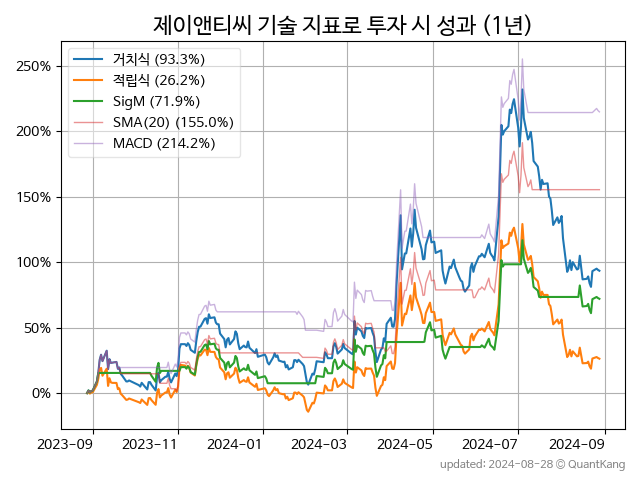 제이앤티씨 기술 지표로 투자 시 성과 (1년)
거치식 (93.3%)
적립식 (26.2%)
SigM (71.9%)
SMA(20) (155.0%)
MACD (214.2%)
250%
200%
150%
100%
50%
0%
2023-09 2023-11 2024-01 2024-03 2024-05 2024-07 2024-09
updated: 2024-08-28 © QuantKang